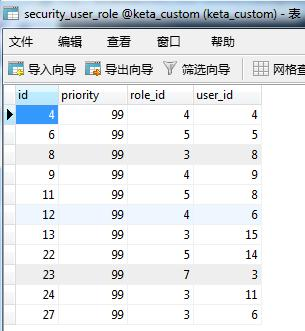 security_user_role @keta_custom (keta_custom) - 表
文件 编辑 查看 窗口 帮助
导入向导 导出向导 筛选向导 网格查
id priority role_id user_id
4 99 4 4
6 99 5 5
8 99 3 8
9 99 4 9
11 99 5 8
12 99 4 6
13 99 3 15
22 99 5 14
23 99 7 3
24 99 3 11
27 99 3 6